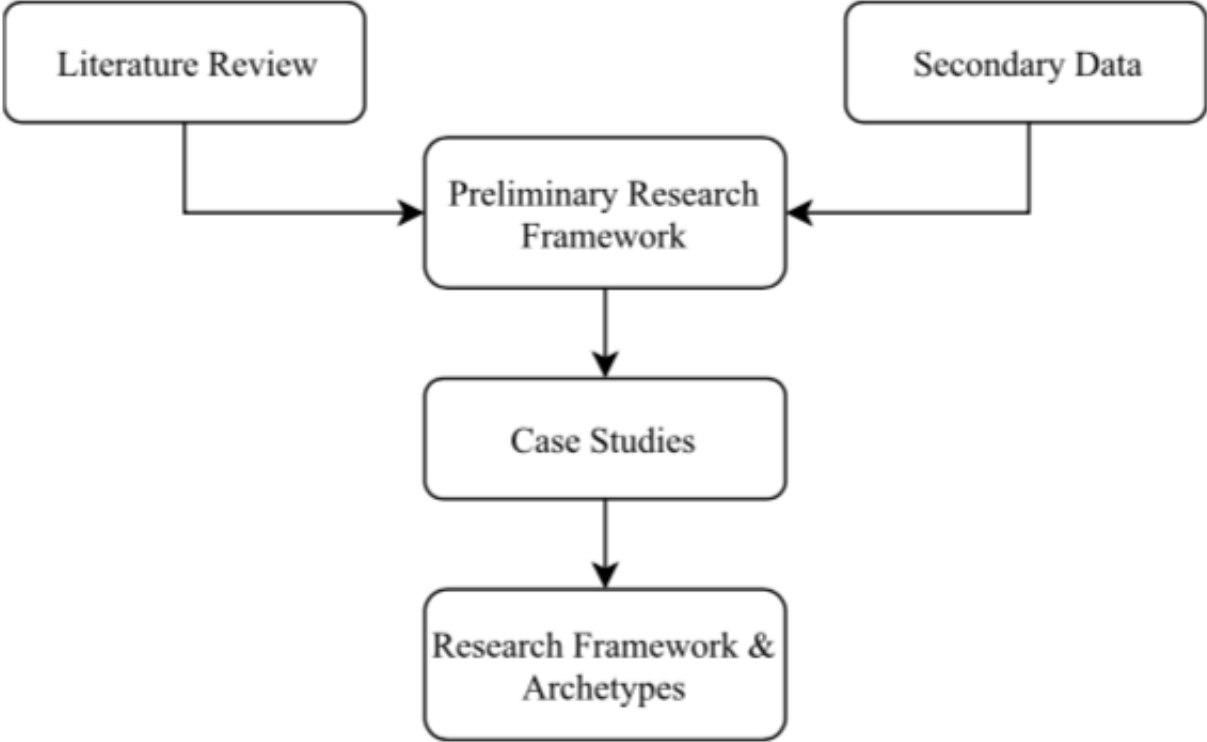 Literature Review
Secondary Data
Preliminary Research
Framework
Case Studies
Research Framework &
Archetypes